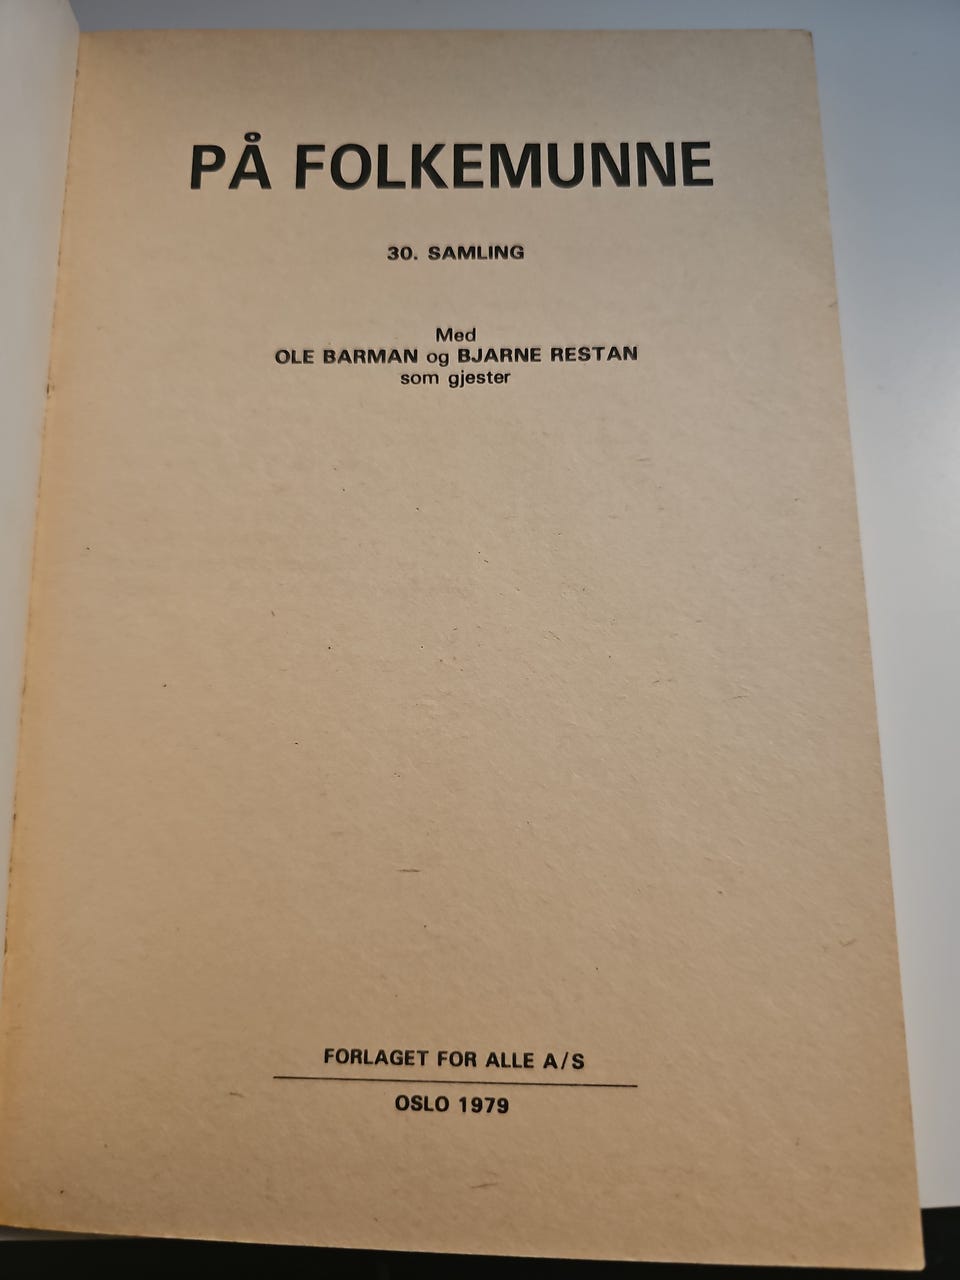 PÅ FOLKEMUNNE
30. SAMLING
Med
OLE BARMAN og BJARNE RESTAN
som gjester
FORLAGET FOR ALLE A/S
OSLO 1979